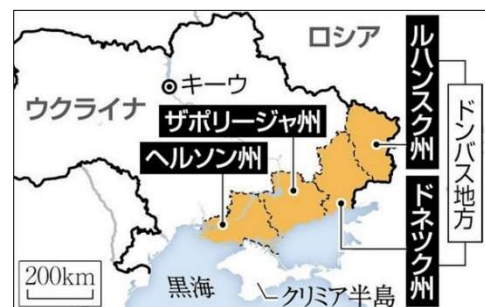 ロシア
キーウ
ウクライナ
ザポリージャ州
ヘルソン州
ルハンスク州
ドンバス地方
ドネツク州
200km
黒海
クリミア半島